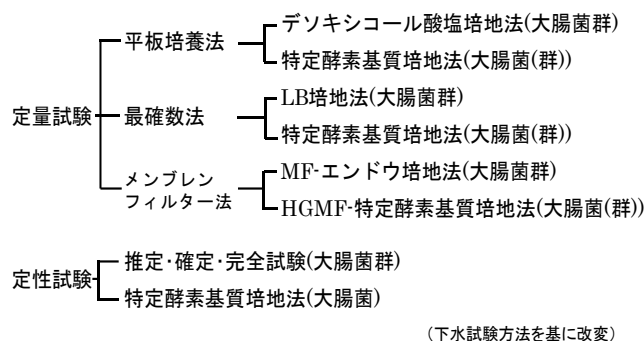 デソキシコール酸塩培地法(大腸菌群)
平板培養法
特定酵素基質培地法(大腸菌(群))
LB培地法(大腸菌群)
定量試験
最確数法
特定酵素基質培地法(大腸菌(群))
MF-エンドウ培地法(大腸菌群)
メンブレン
フィルター法
HGMF-特定酵素基質培地法(大腸菌(群))
推定・確定・完全試験(大腸菌群)
定性試験
特定酵素基質培地法(大腸菌)
(下水試験方法を基に改変)